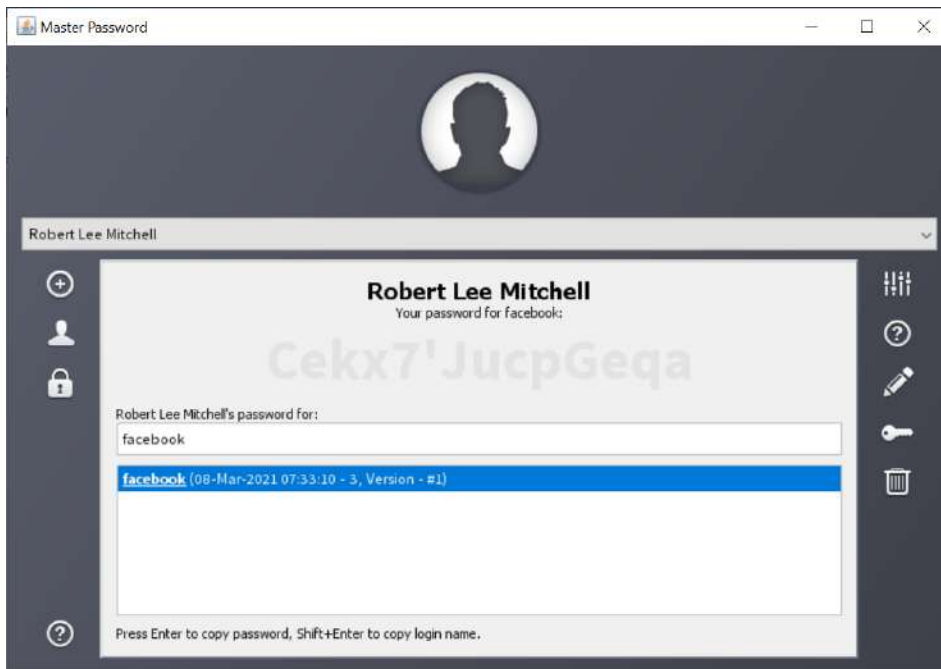 Master Password
Robert Lee Mitchell
Robert Lee Mitchell
Your password for facebook:
Cekx7'JucpGeqa
Robert Lee Mitchell's password for:
facebook
facebook (08-Mar-2021 07:33:10 - 3, Version - #1)
Press Enter to copy password, Shift+Enter to copy login name.